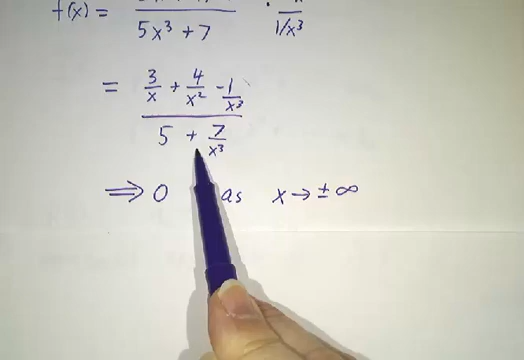 f(x) =
5x³ + 7
1/x³
= 3/x + 4/x² - 1/x³
5 + 7/x³
⟹ 0 as x → ± ∞